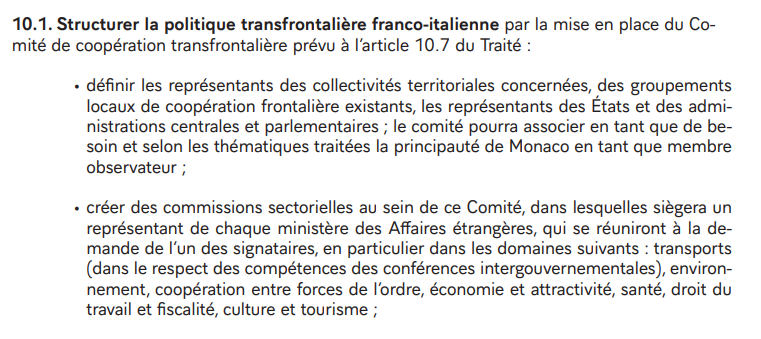 10.1. Structurer la politique transfrontalière franco-italienne par la mise en place du Co-
mité de coopération transfrontalière prévu à l'article 10.7 du Traité :
• définir les représentants des collectivités territoriales concernées, des groupements
locaux de coopération frontalière existants, les représentants des États et des admi-
nistrations centrales et parlementaires ; le comité pourra associer en tant que de be-
soin et selon les thématiques traitées la principauté de Monaco en tant que membre
observateur ;
• créer des commissions sectorielles au sein de ce Comité, dans lesquelles siègera un
représentant de chaque ministère des Affaires étrangères, qui se réuniront à la de-
mande de l'un des signataires, en particulier dans les domaines suivants : transports
(dans le respect des compétences des conférences intergouvernementales), environ-
nement, coopération entre forces de l'ordre, économie et attractivité, santé, droit du
travail et fiscalité, culture et tourisme ;